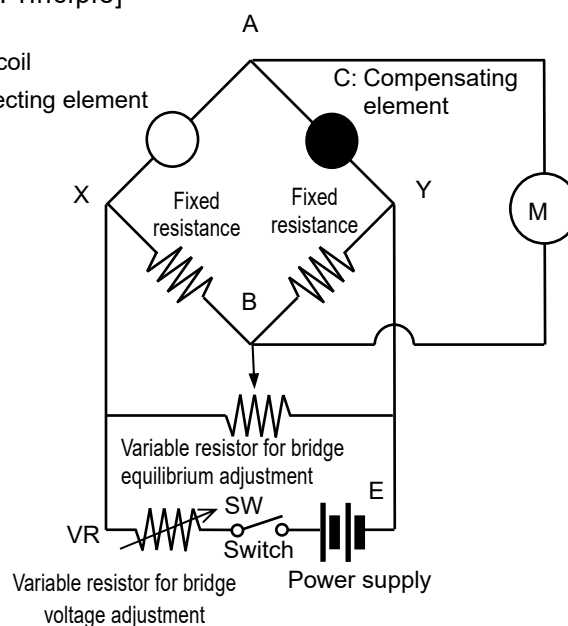 A
coil
C: Compensating
element
ecting element
X
Y
Fixed
resistance
Fixed
resistance
M
B
Variable resistor for bridge
equilibrium adjustment
E
SW
VR
Switch
Power supply
Variable resistor for bridge
voltage adjustment